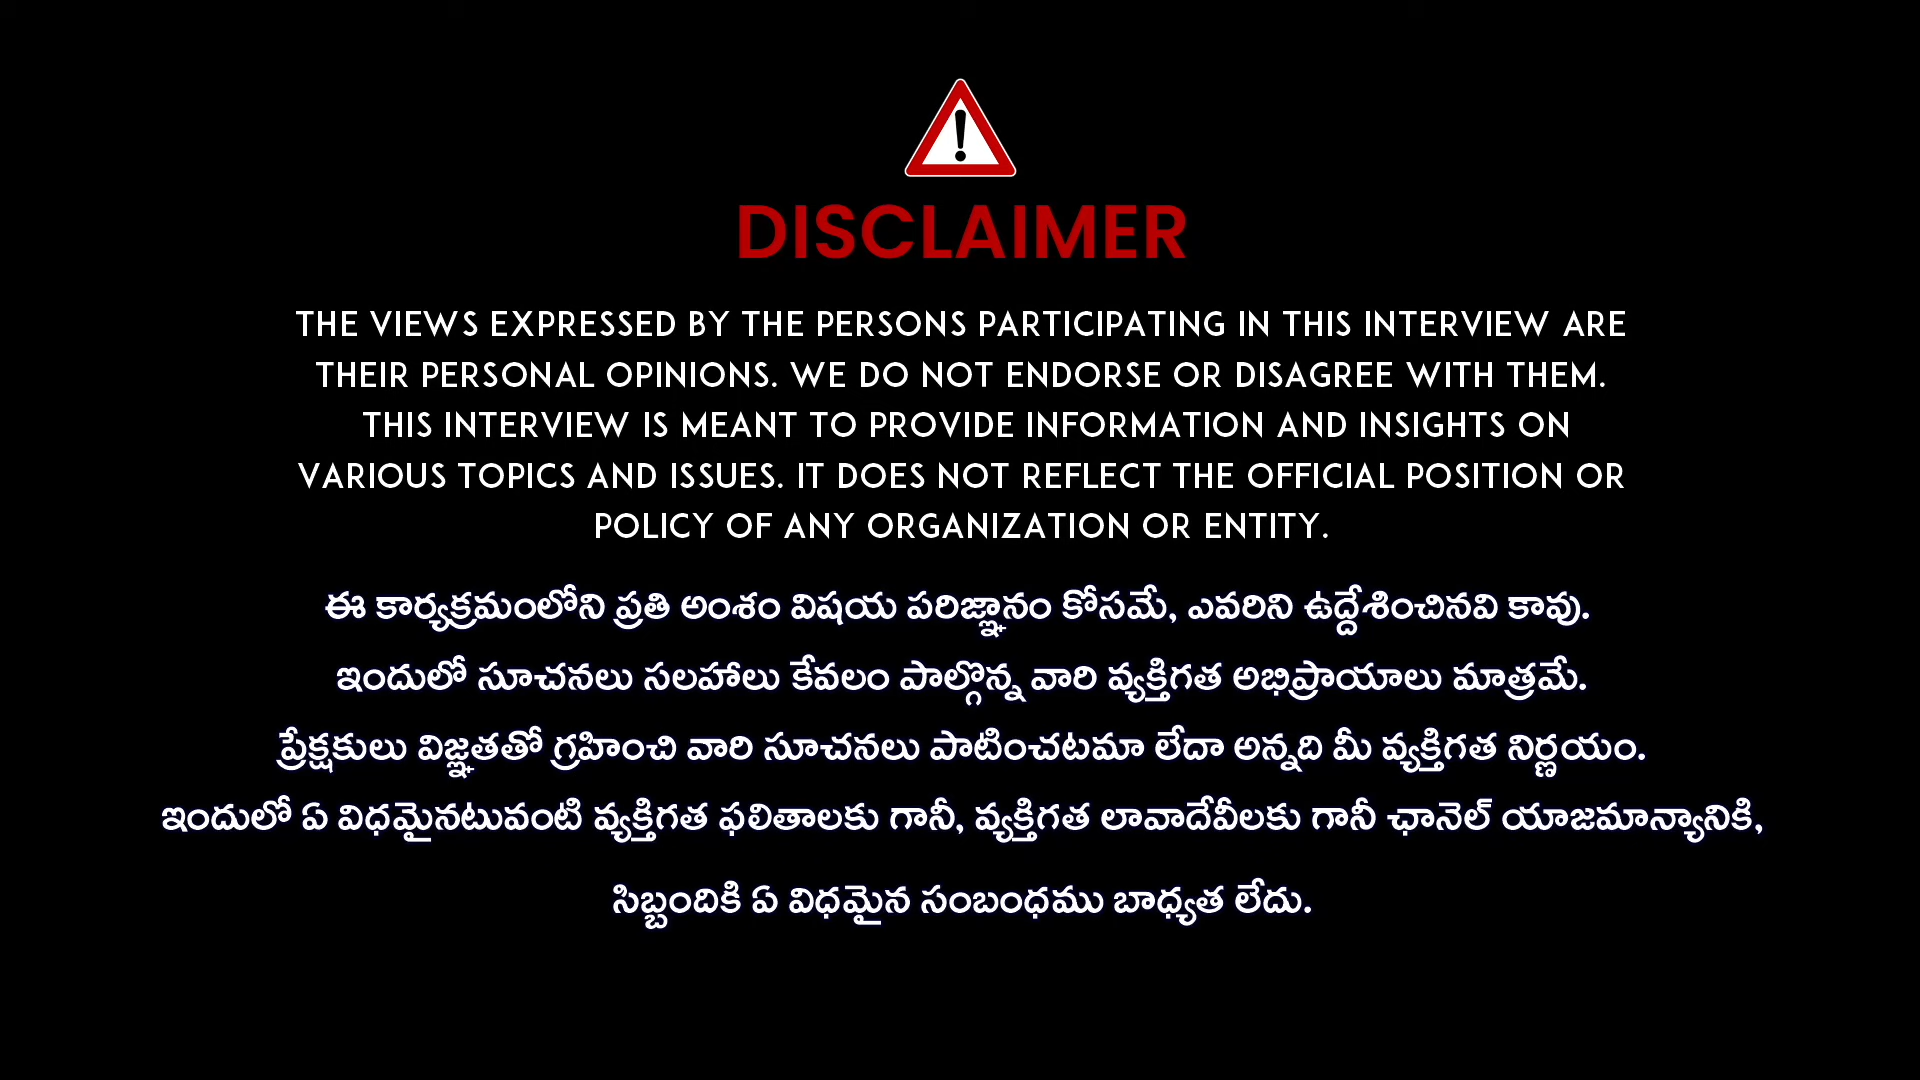 DISCLAIMER
THE VIEWS EXPRESSED BY THE PERSONS PARTICIPATING IN THIS INTERVIEW ARE
THEIR PERSONAL OPINIONS. WE DO NOT ENDORSE OR DISAGREE WITH THEM.
THIS INTERVIEW IS MEANT TO PROVIDE INFORMATION AND INSIGHTS ON
VARIOUS TOPICS AND ISSUES. IT DOES NOT REFLECT THE OFFICIAL POSITION OR
POLICY OF ANY ORGANIZATION OR ENTITY.
ఈ కార్యక్రమంలోని ప్రతి అంశం విషయ పరిజ్ఞానం కోసమే, ఎవరిని ఉద్దేశించినవి కావు.
ఇందులో సూచనలు సలహాలు కేవలం పాల్గొన్న వారి వ్యక్తిగత అభిప్రాయాలు మాత్రమే.
ప్రేక్షకులు విజ్ఞతతో గ్రహించి వారి సూచనలు పాటించటమా లేదా అన్నది మీ వ్యక్తిగత నిర్ణయం.
ఇందులో ఏ విధమైనటువంటి వ్యక్తిగత ఫలితాలకు గానీ, వ్యక్తిగత లావాదేవీలకు గానీ ఛానెల్ యాజమాన్యానికి,
సిబ్బందికి ఏ విధమైన సంబంధము బాధ్యత లేదు.